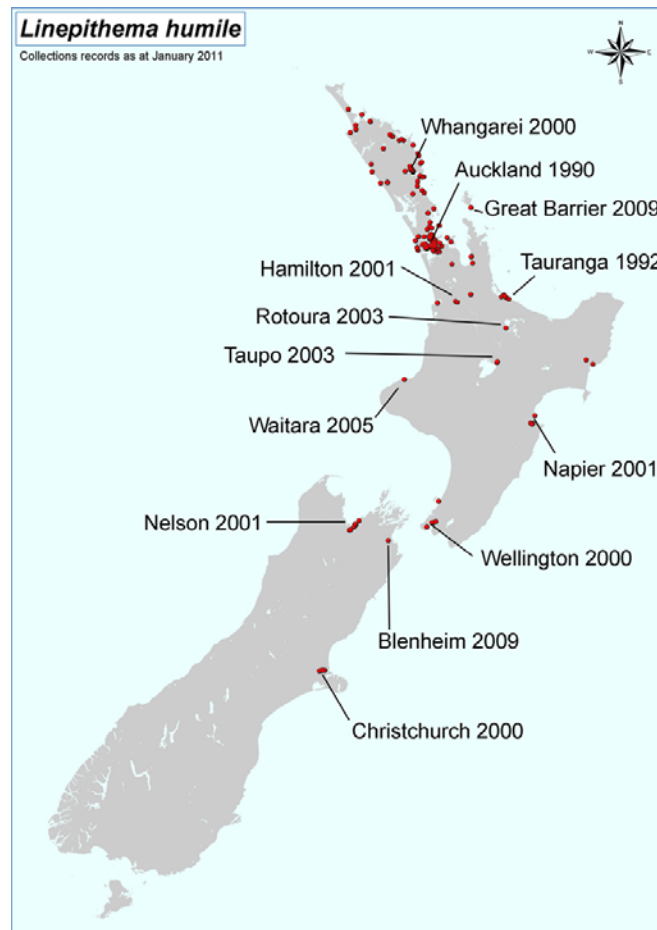 Linepithema humile
Collections records as at January 2011
N
W
E
S
Whangarei 2000
Auckland 1990
Great Barrier 2009
Hamilton 2001
Tauranga 1992
Rotoura 2003
Taupo 2003
Waitara 2005
Napier 2001
Nelson 2001
Wellington 2000
Blenheim 2009
Christchurch 2000